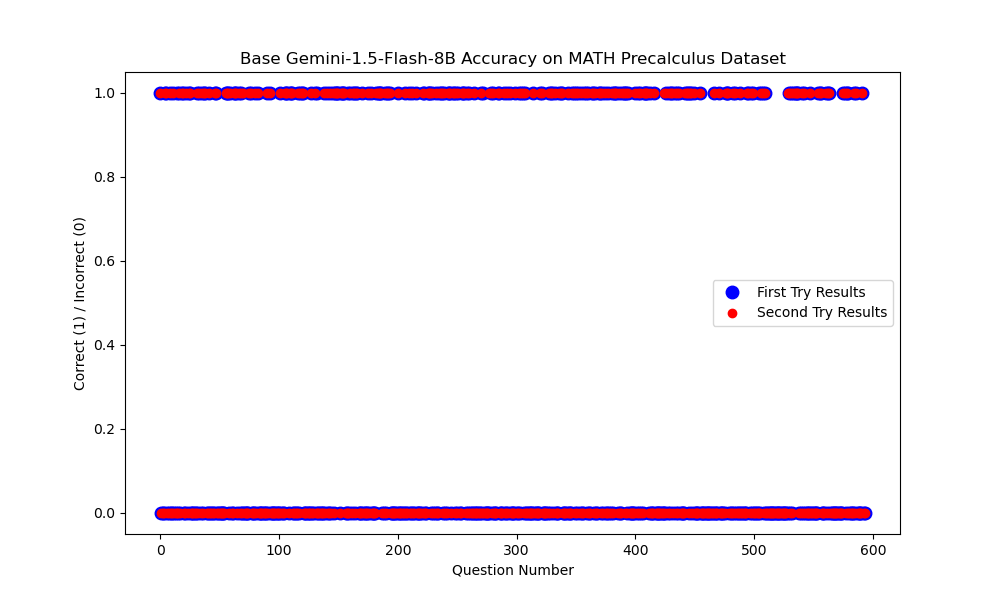 Base Gemini-1.5-Flash-8B Accuracy on MATH Precalculus Dataset
1.0
0.8
0.6
0.4
0.2
0.0
Correct (1) / Incorrect (0)
First Try Results
Second Try Results
0 100 200 300 400 500 600
Question Number